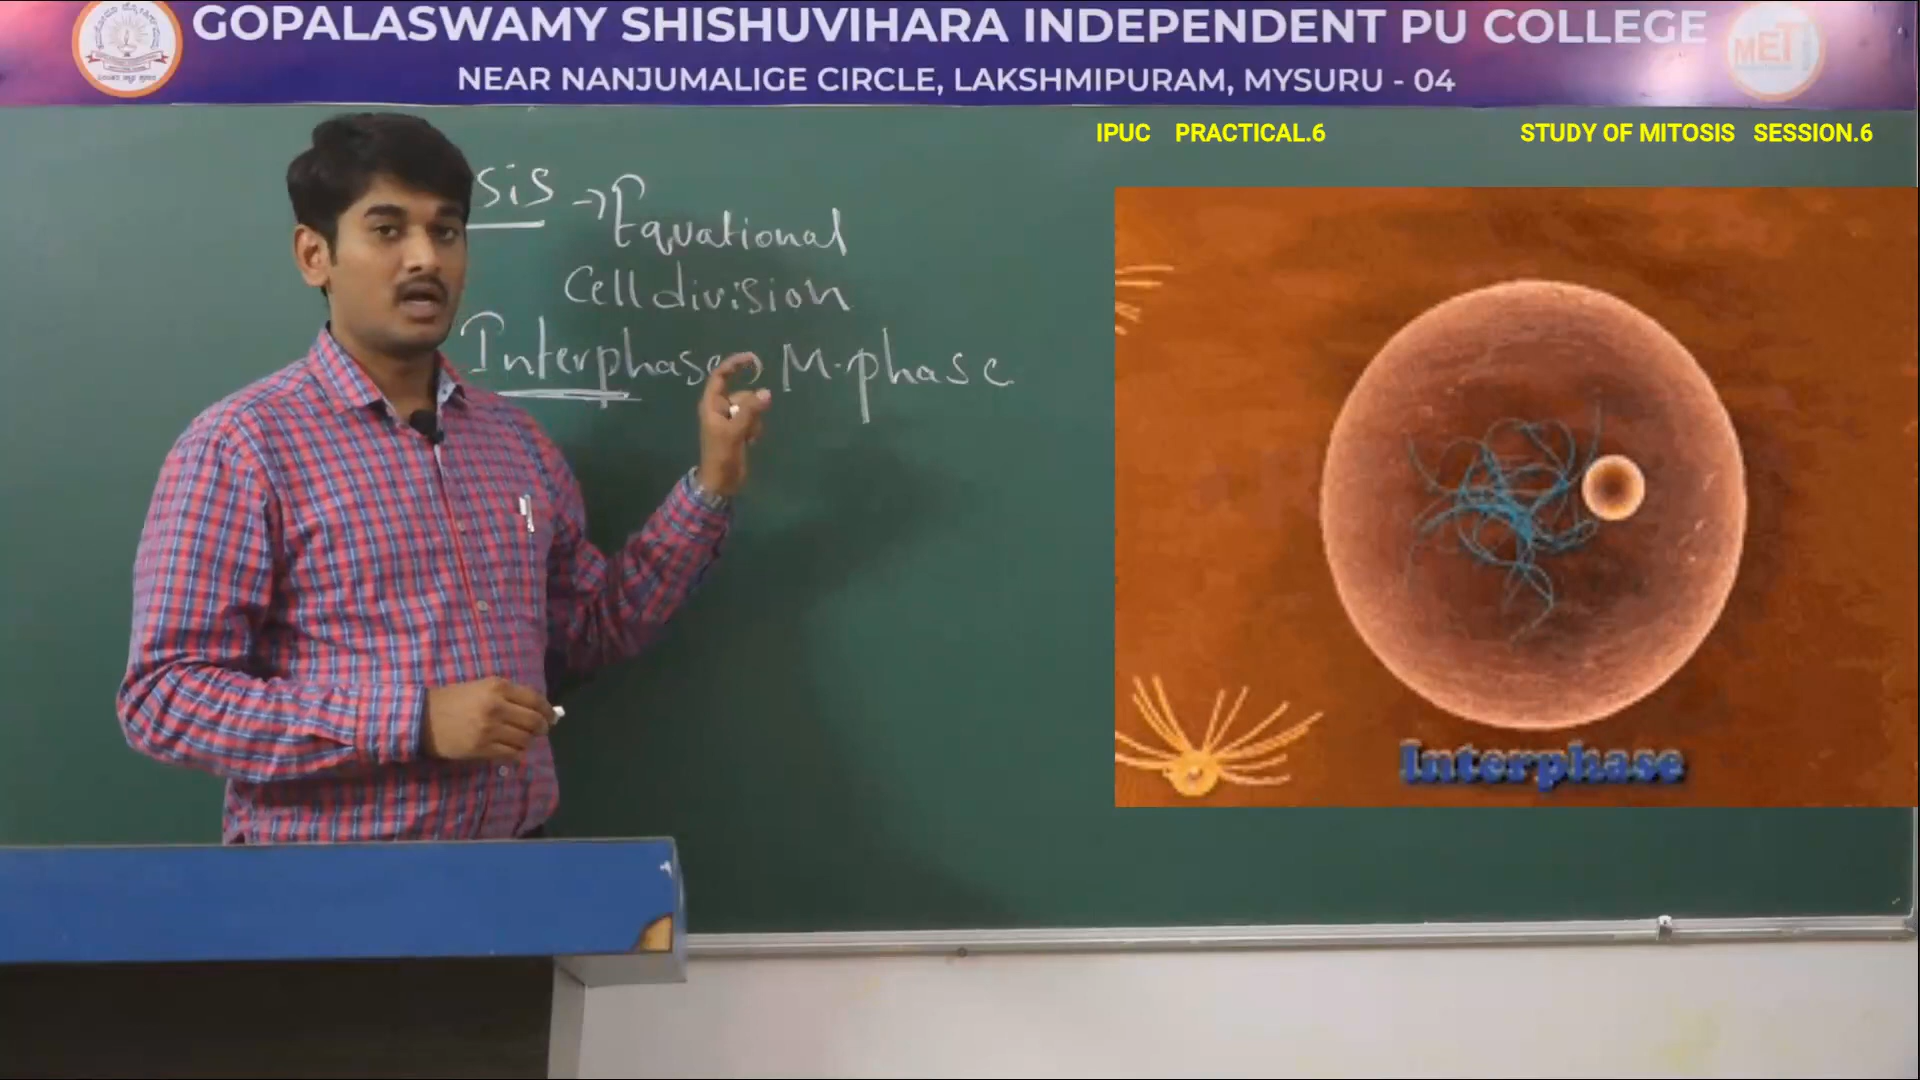 GOPALASWAMY SHISHUVIHARA INDEPENDENT PU COLLEGE
NEAR NANJUMALIGE CIRCLE, LAKSHMIPURAM, MYSURU - 04
MET
IPUC PRACTICAL.6 STUDY OF MITOSIS SESSION.6
sis → Equational
Cell division
Interphase M-phase
Interphase